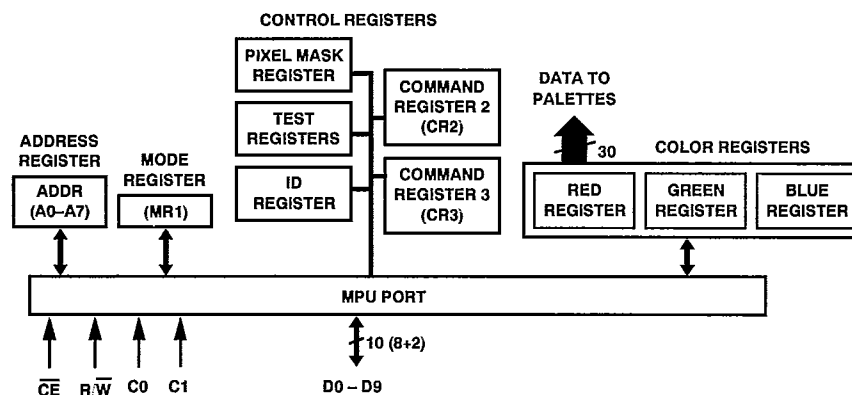 CONTROL REGISTERS
PIXEL MASK
REGISTER
COMMAND
REGISTER 2
(CR2)
DATA TO
PALETTES
TEST
REGISTERS
ADDRESS
REGISTER
MODE
REGISTER
30
COLOR REGISTERS
ADDR
(A0–A7)
(MR1)
ID
REGISTER
COMMAND
REGISTER 3
(CR3)
RED
REGISTER
GREEN
REGISTER
BLUE
REGISTER
MPU PORT
10 (8+2)
CE R/W C0 C1 D0 – D9